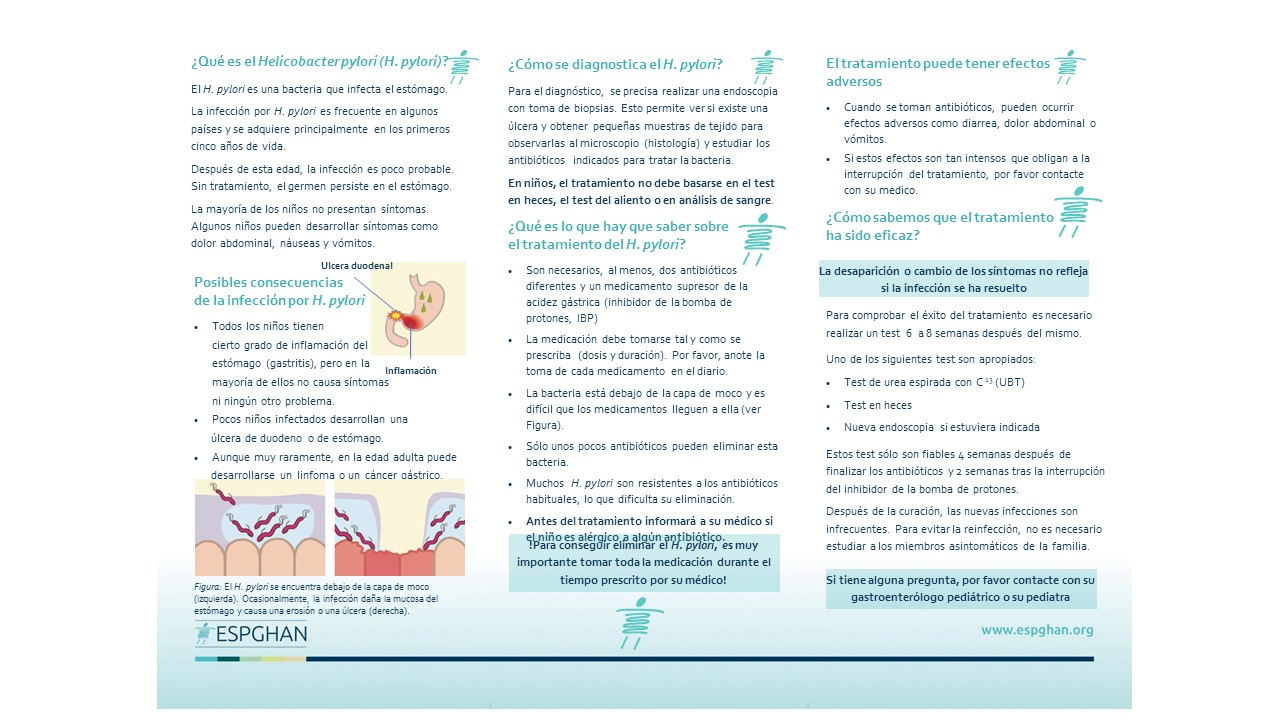 ¿Qué es el Helicobacter pylori (H. pylori)?
El H. pylori es una bacteria que infecta el estómago.
La infección por H. pylori es frecuente en algunos
países y se adquiere principalmente en los primeros
cinco años de vida.
Después de esta edad, la infección es poco probable.
Sin tratamiento, el germen persiste en el estómago.
La mayoría de los niños no presentan síntomas.
Algunos niños pueden desarrollar síntomas como
dolor abdominal, náuseas y vómitos.
Ulcera duodenal
Posibles consecuencias
de la infección por H. pylori
• Todos los niños tienen
cierto grado de inflamación del
estómago (gastritis), pero en la
mayoría de ellos no causa síntomas
ni ningún otro problema.
Inflamación
• Pocos niños infectados desarrollan una
úlcera de duodeno o de estómago.
• Aunque muy raramente, en la edad adulta puede
desarrollarse un linfoma o un cáncer gástrico.
Figura: El H. pylori se encuentra debajo de la capa de moco
(izquierda). Ocasionalmente, la infección daña la mucosa del
estómago y causa una erosión o una úlcera (derecha).
ESPGHAN
¿Cómo se diagnostica el H. pylori?
Para el diagnóstico, se precisa realizar una endoscopia
con toma de biopsias. Esto permite ver si existe una
úlcera y obtener pequeñas muestras de tejido para
observarlas al microscopio (histología) y estudiar los
antibióticos indicados para tratar la bacteria.
En niños, el tratamiento no debe basarse en el test
en heces, el test del aliento o en análisis de sangre.
¿Qué es lo que hay que saber sobre
el tratamiento del H. pylori?
• Son necesarios, al menos, dos antibióticos
diferentes y un medicamento supresor de la
acidez gástrica (inhibidor de la bomba de
protones, IBP)
• La medicación debe tomarse tal y como se
prescriba (dosis y duración). Por favor, anote la
toma de cada medicamento en el diario.
• La bacteria está debajo de la capa de moco y es
difícil que los medicamentos lleguen a ella (ver
Figura).
• Sólo unos pocos antibióticos pueden eliminar esta
bacteria.
• Muchos H. pylori son resistentes a los antibióticos
habituales, lo que dificulta su eliminación.
• Antes del tratamiento informará a su médico si
el niño es alérgico a algún antibiótico.
!Para conseguir eliminar el H. pylori, es muy
importante tomar toda la medicación durante el
tiempo prescrito por su médico!
El tratamiento puede tener efectos
adversos
• Cuando se toman antibióticos, pueden ocurrir
efectos adversos como diarrea, dolor abdominal o
vómitos.
• Si estos efectos son tan intensos que obligan a la
interrupción del tratamiento, por favor contacte
con su medico.
¿Cómo sabemos que el tratamiento
ha sido eficaz?
La desaparición o cambio de los síntomas no refleja
si la infección se ha resuelto
Para comprobar el éxito del tratamiento es necesario
realizar un test 6 a 8 semanas después del mismo.
Uno de los siguientes test son apropiados:
• Test de urea espirada con C ¹³ (UBT)
• Test en heces
• Nueva endoscopia si estuviera indicada
Estos test sólo son fiables 4 semanas después de
finalizar los antibióticos y 2 semanas tras la interrupción
del inhibidor de la bomba de protones.
Después de la curación, las nuevas infecciones son
infrecuentes. Para evitar la reinfección, no es necesario
estudiar a los miembros asintomáticos de la familia.
Si tiene alguna pregunta, por favor contacte con su
gastroenterólogo pediátrico o su pediatra
www.espghan.org